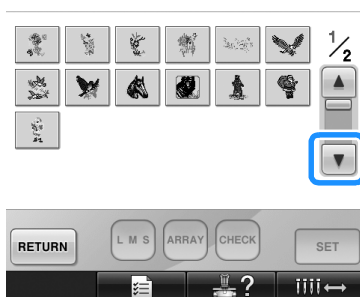 1/2
RETURN
L M S
ARRAY
CHECK
SET
?